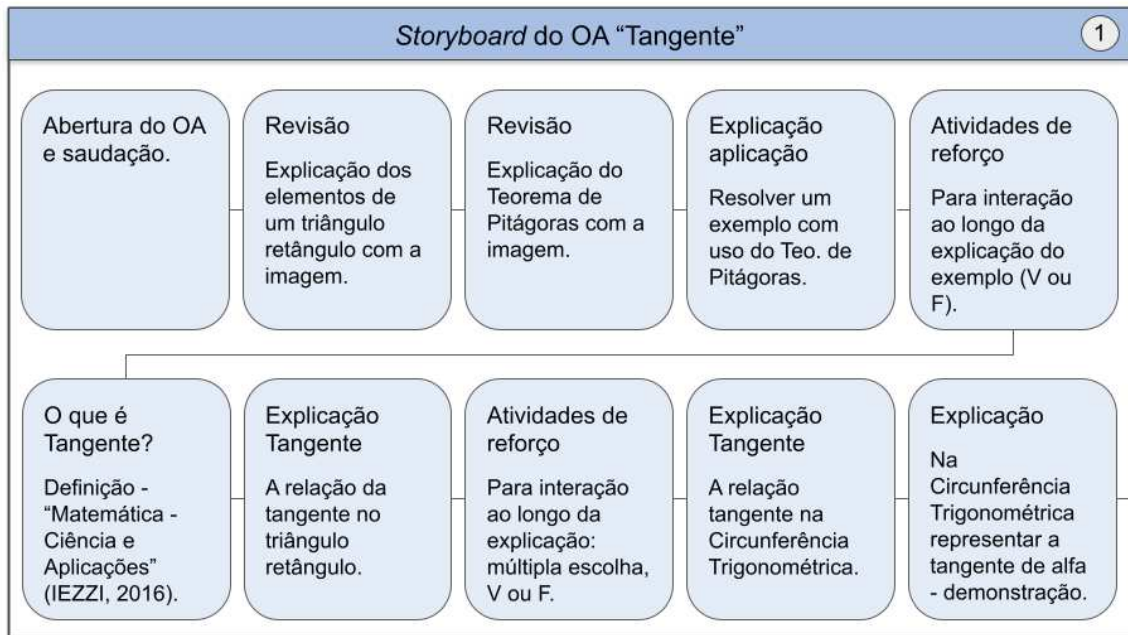 Storyboard do OA “Tangente”
1
Abertura do OA
e saudação.
Revisão
Explicação dos
elementos de
um triângulo
retângulo com a
imagem.
Revisão
Explicação do
Teorema de
Pitágoras com a
imagem.
Explicação
aplicação
Resolver um
exemplo com
uso do Teo. de
Pitágoras.
Atividades de
reforço
Para interação
ao longo da
explicação do
exemplo (V ou
F).
O que é
Tangente?
Definição -
“Matemática -
Ciência e
Aplicações”
(IEZZI, 2016).
Explicação
Tangente
A relação da
tangente no
triângulo
retângulo.
Atividades de
reforço
Para interação
ao longo da
explicação:
múltipla escolha,
V ou F.
Explicação
Tangente
A relação
tangente na
Circunferência
Trigonométrica.
Explicação
Na
Circunferência
Trigonométrica
representar a
tangente de alfa
- demonstração.